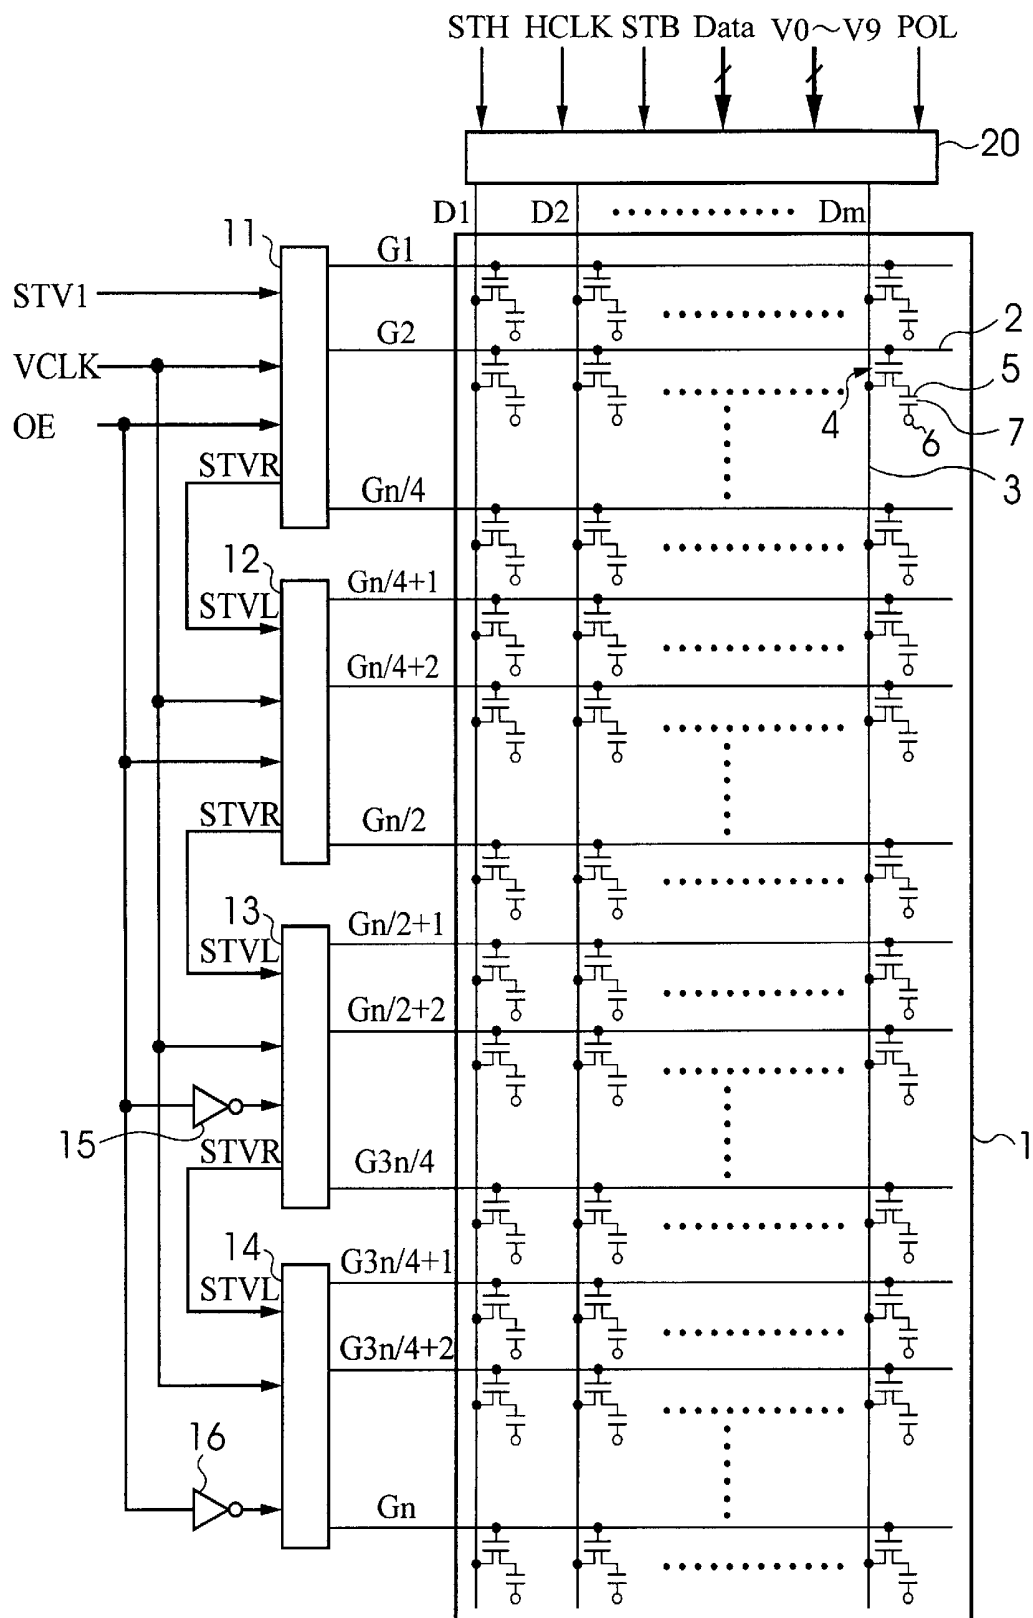 STH HCLK STB Data V0～V9 POL
20
D1 D2 Dm
11
G1
STV1
G2
2
VCLK
5
4
6
7
OE
STVR
3
Gn/4
12
Gn/4+1
STVL
Gn/4+2
STVR
Gn/2
13
Gn/2+1
STVL
Gn/2+2
15
1
STVR
G3n/4
14
G3n/4+1
STVL
G3n/4+2
16
Gn